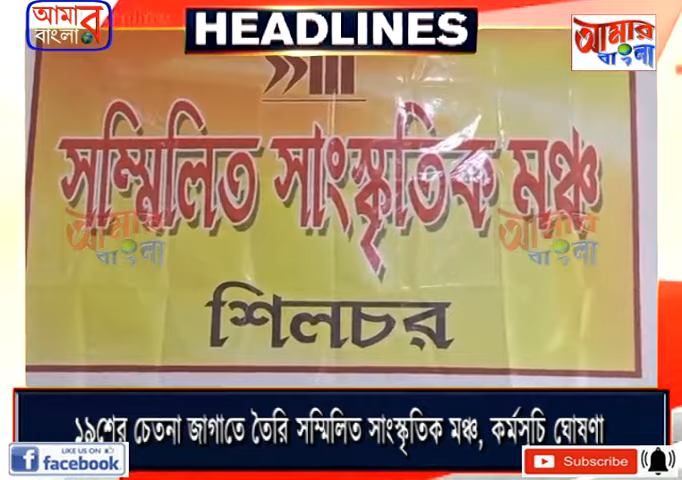 আমার
বাংলা
HEADLINES
আমার
বাংলা
সম্মিলিত সাংস্কৃতিক মঞ্চ
আমার
বাংলা
আমার
বাংলা
শিলচর
১৯শের চেতনা জাগাতে তৈরি সম্মিলিত সাংস্কৃতিক মঞ্চ, কর্মসূচি ঘোষণা
LIKE US ON
facebook
Subscribe